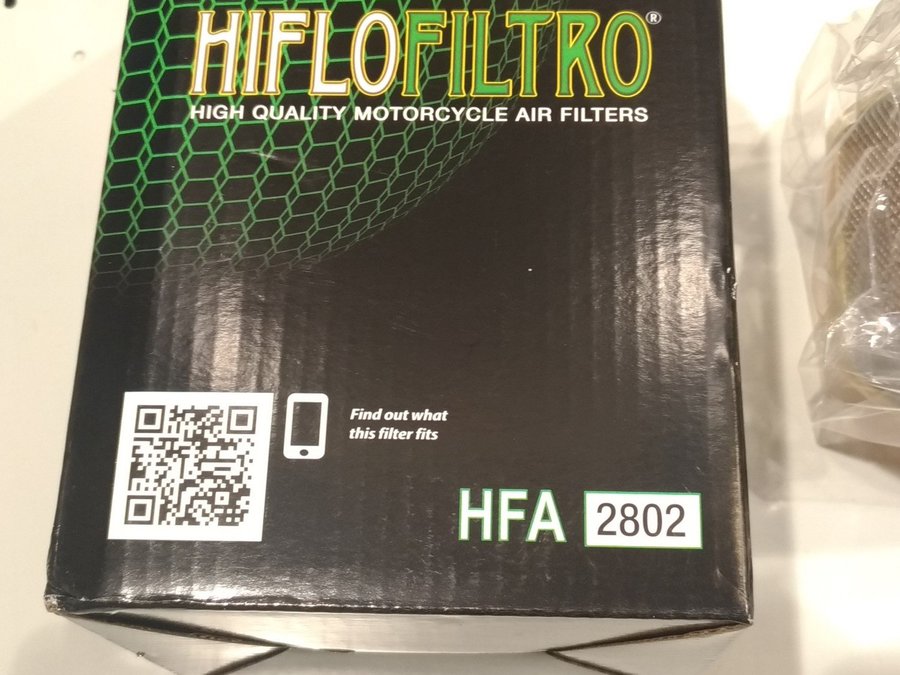 HIFLOFILTRO®
HIGH QUALITY MOTORCYCLE AIR FILTERS
Find out what
this filter fits
HFA 2802